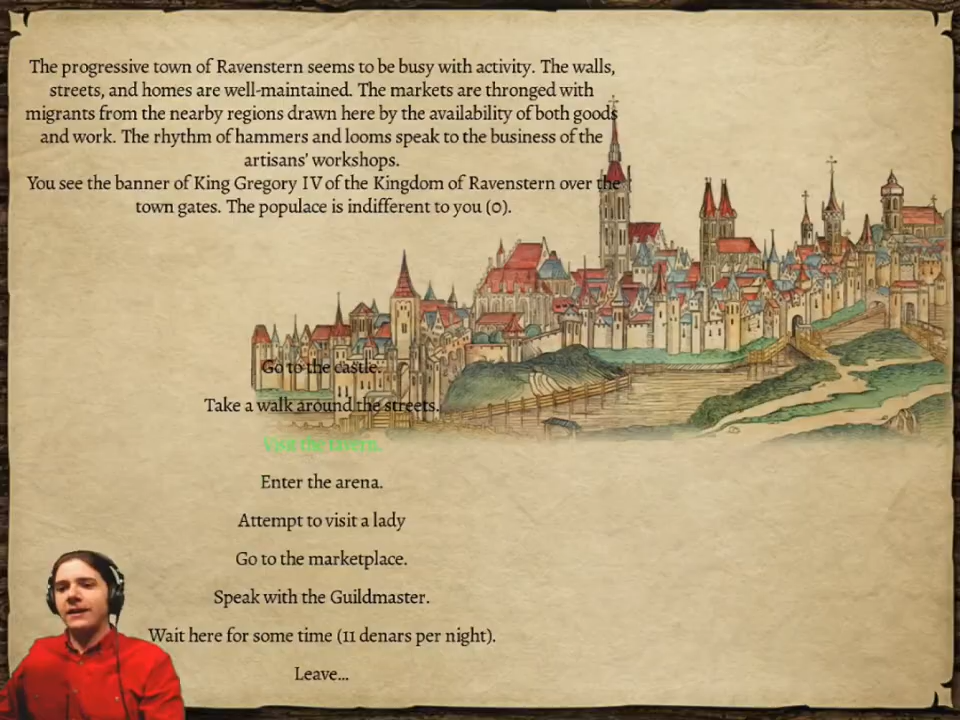 The progressive town of Ravenstern seems to be busy with activity. The walls,
streets, and homes are well-maintained. The markets are thronged with
migrants from the nearby regions drawn here by the availability of both goods
and work. The rhythm of hammers and looms speak to the business of the
artisans' workshops.
You see the banner of King Gregory IV of the Kingdom of Ravenstern over the
town gates. The populace is indifferent to you (0).
Go to the castle.
Take a walk around the streets.
Visit the tavern.
Enter the arena.
Attempt to visit a lady
Go to the marketplace.
Speak with the Guildmaster.
Wait here for some time (11 denars per night).
Leave...